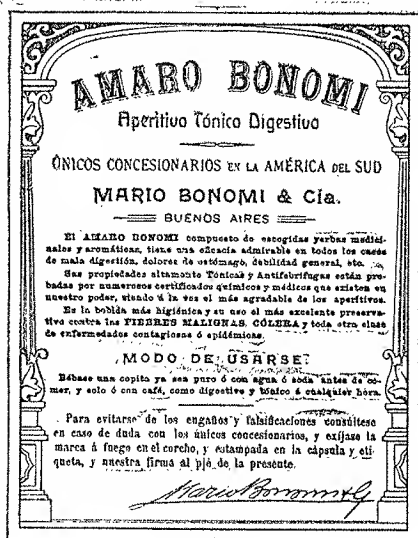 AMARO BONOMI
Aperitivo Tónico Digestivo
ÚNICOS CONCESIONARIOS EN LA AMÉRICA DEL SUD
MARIO BONOMI & Cía.
BUENOS AIRES
El AMARO BONOMI compuesto de escogidas yerbas medici-
nales y aromáticas, tiene una eficacia admirable en todos los casos
de mala digestión, dolores de estómago, debilidad general, etc.
Sus propiedades altamente Tónicas y Antifebrífugas están pro-
badas por numerosos certificados químicos y médicos que existen en
nuestro poder, siendo á la vez el más agradable de los aperitivos.
Es la bebida más higiénica y su uso el más excelente preserva-
tivo contra las FIEBRES MALIGNAS, CÓLERA y toda otra clase
de enfermedades contagiosas ó epidémicas.
MODO DE USARSE
Bébase una copita ya sea puro ó con agua ó soda antes de co-
mer, y solo ó con café, como digestivo y tónico á cualquier hora.
Para evitarse de los engaños y falsificaciones consúltese
en caso de duda con los únicos concesionarios, y exíjase la
marca á fuego en el corcho, y estampada en la cápsula y eti-
queta, y nuestra firma al pié de la presente.
Mario Bonomi & Cª